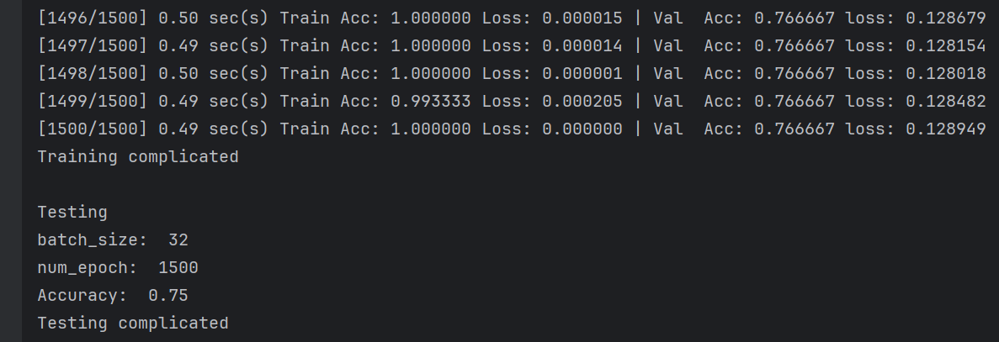 [1496/1500] 0.50 sec(s) Train Acc: 1.000000 Loss: 0.000015 | Val  Acc: 0.766667 loss: 0.128679
[1497/1500] 0.49 sec(s) Train Acc: 1.000000 Loss: 0.000014 | Val  Acc: 0.766667 loss: 0.128154
[1498/1500] 0.50 sec(s) Train Acc: 1.000000 Loss: 0.000001 | Val  Acc: 0.766667 loss: 0.128018
[1499/1500] 0.49 sec(s) Train Acc: 0.993333 Loss: 0.000205 | Val  Acc: 0.766667 loss: 0.128482
[1500/1500] 0.49 sec(s) Train Acc: 1.000000 Loss: 0.000000 | Val  Acc: 0.766667 loss: 0.128949
Training complicated
Testing
batch_size:  32
num_epoch:  1500
Accuracy:  0.75
Testing complicated